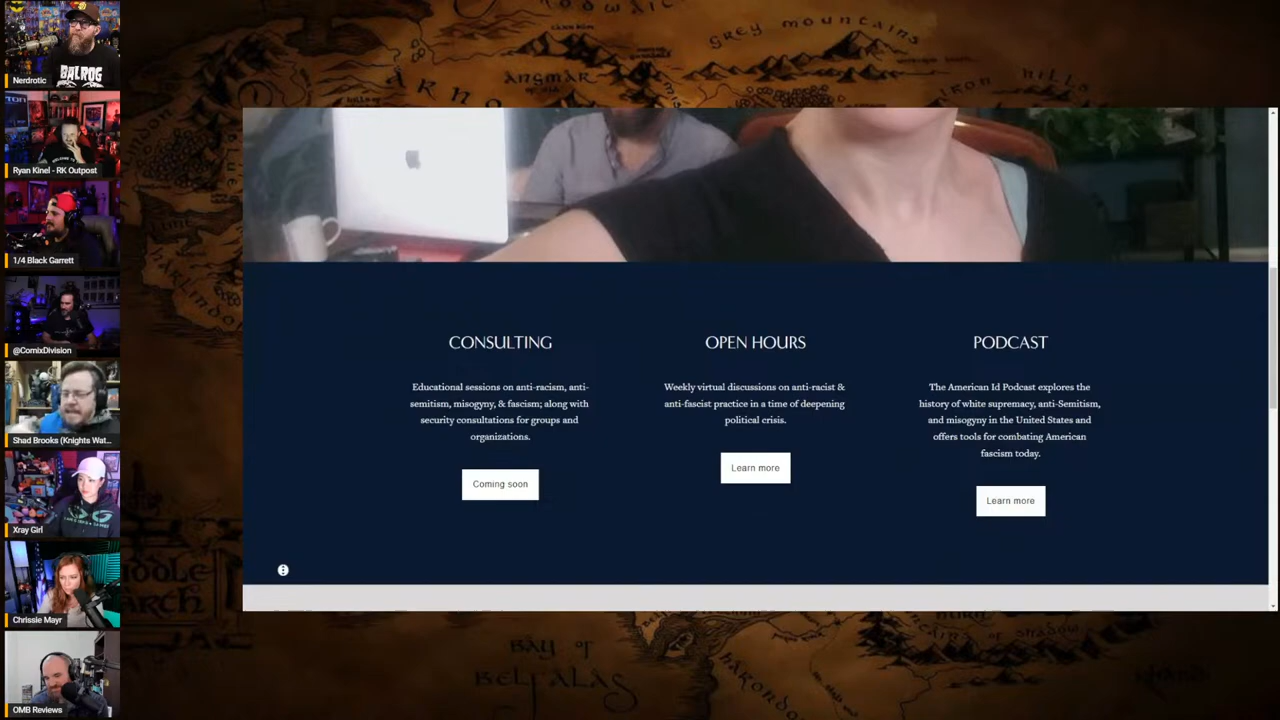 Nerdrotic
BALROG
Ryan Kinel - RK Outpost
1/4 Black Garrett
@ComixDivision
Shad Brooks (Knights Wat...
Xray Girl
Chrissie Mayr
OMB Reviews
GREY MOUNTAINS
ANGMAR
IRON HILLS
CONSULTING
Educational sessions on anti-racism, anti-
semitism, misogyny, & fascism; along with
security consultations for groups and
organizations.
Coming soon
OPEN HOURS
Weekly virtual discussions on anti-racist &
anti-fascist practice in a time of deepening
political crisis.
Learn more
PODCAST
The American Id Podcast explores the
history of white supremacy, anti-Semitism,
and misogyny in the United States and
offers tools for combating American
fascism today.
Learn more
BAY OF
BELFALAS